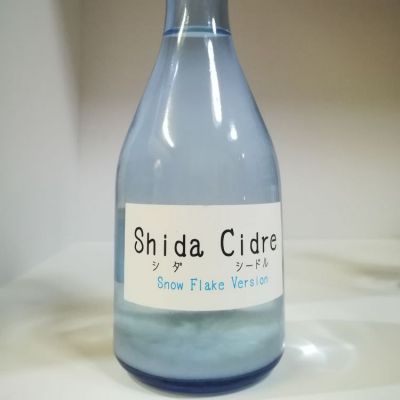 Shida Cidre
シダ シードル
Snow Flake Version